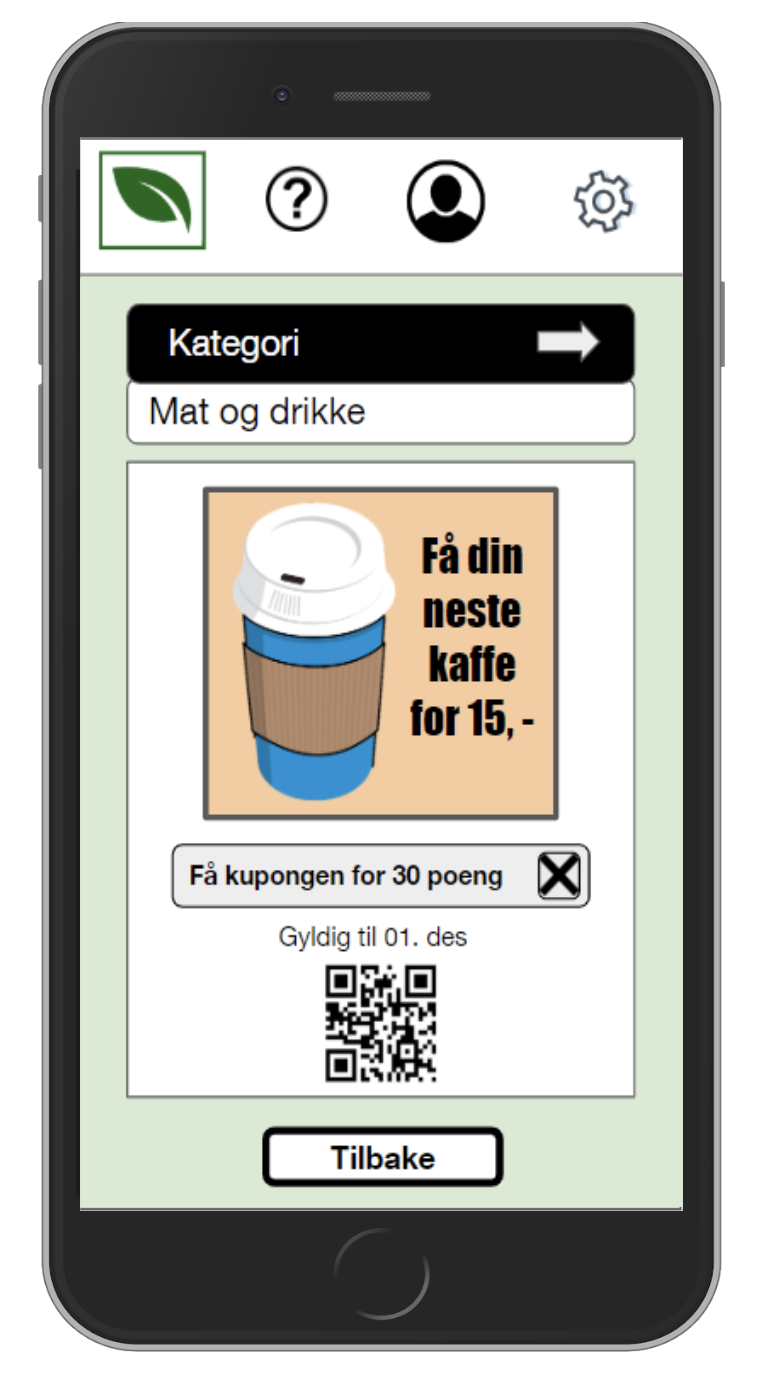 ?
Kategori
Mat og drikke
Få din
neste
kaffe
for 15, -
Få kupongen for 30 poeng
Gyldig til 01. des
Tilbake